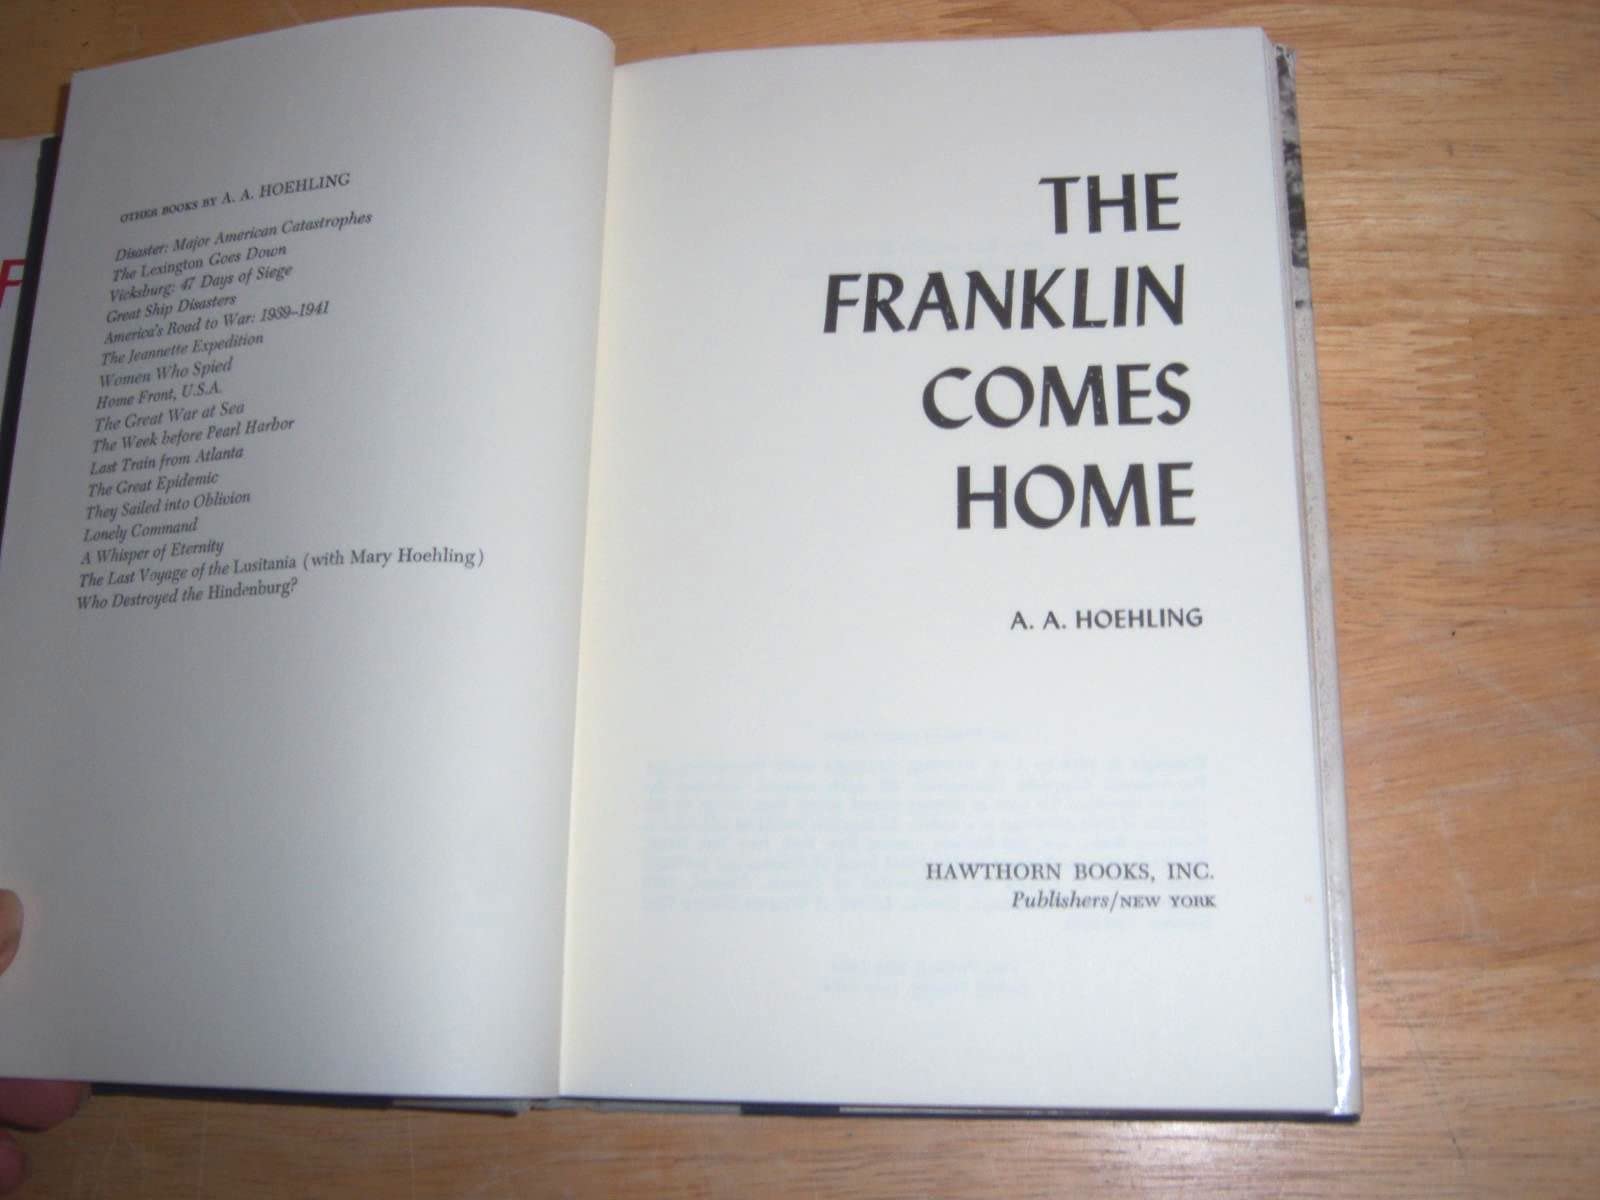 OTHER BOOKS BY A. A. HOEHLING
Disaster: Major American Catastrophes
The Lexington Goes Down
Vicksburg: 47 Days of Siege
Great Ship Disasters
America's Road to War: 1939–1941
The Jeannette Expedition
Women Who Spied
Home Front, U.S.A.
The Great War at Sea
The Week before Pearl Harbor
Last Train from Atlanta
The Great Epidemic
They Sailed into Oblivion
Lonely Command
A Whisper of Eternity
The Last Voyage of the Lusitania (with Mary Hoehling)
Who Destroyed the Hindenburg?
THE
FRANKLIN
COMES
HOME
A. A. HOEHLING
HAWTHORN BOOKS, INC.
Publishers/NEW YORK